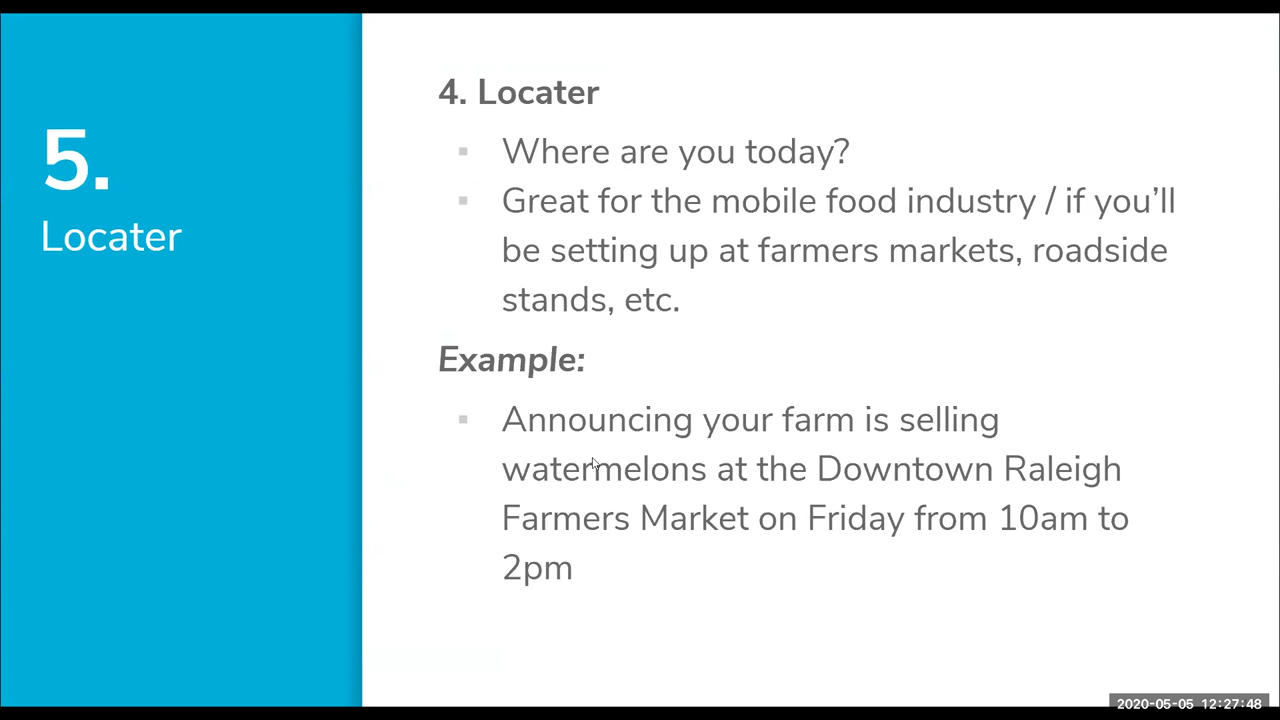 5.
Locater
4. Locater
▪ Where are you today?
▪ Great for the mobile food industry / if you’ll
be setting up at farmers markets, roadside
stands, etc.
Example:
▪ Announcing your farm is selling
watermelons at the Downtown Raleigh
Farmers Market on Friday from 10am to
2pm
2020-05-05 12:27:48